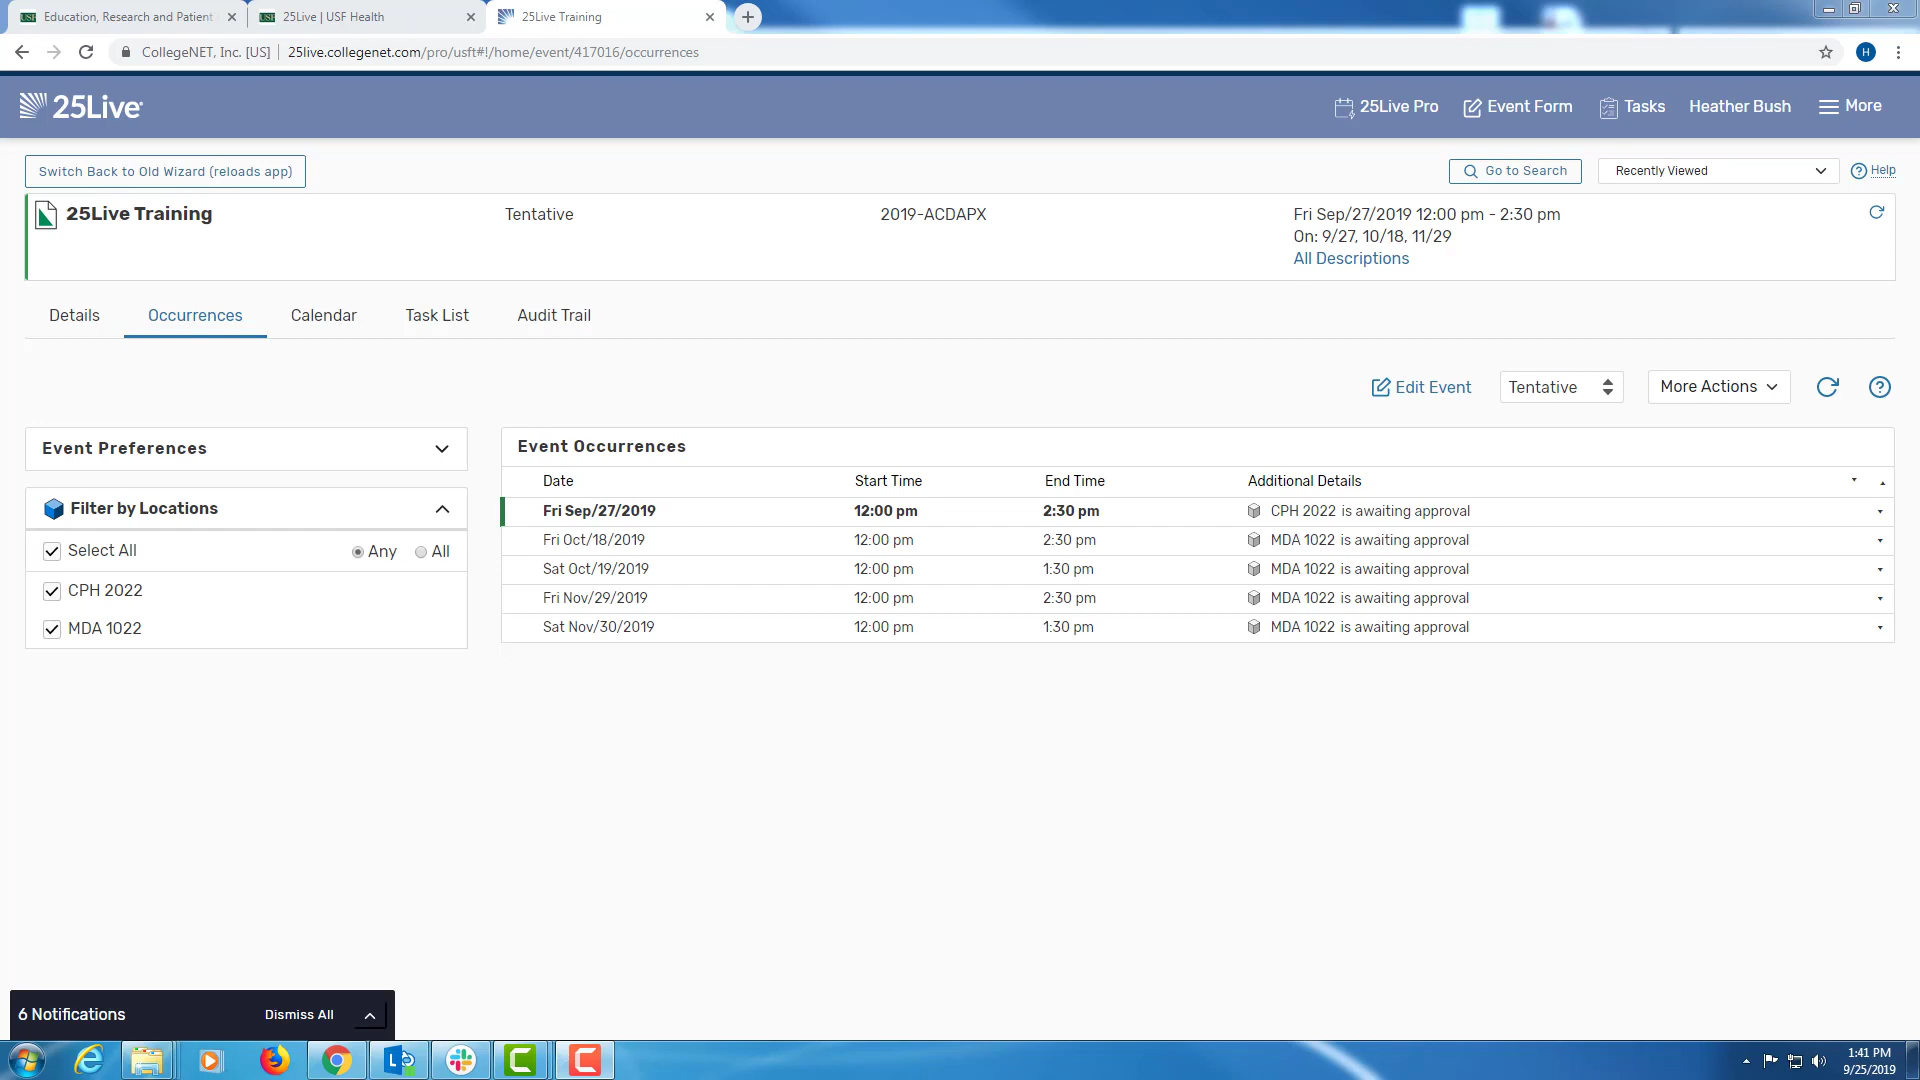 Education, Research and Patient
25Live | USF Health
25Live Training
CollegeNET, Inc. [US]
25live.collegenet.com/pro/usft#!/home/event/417016/occurrences
H
25Live
25Live Pro
Event Form
Tasks
Heather Bush
More
Switch Back to Old Wizard (reloads app)
Go to Search
Recently Viewed
Help
25Live Training
Tentative
2019-ACDAPX
Fri Sep/27/2019 12:00 pm - 2:30 pm
On: 9/27, 10/18, 11/29
All Descriptions
Details
Occurrences
Calendar
Task List
Audit Trail
Edit Event
Tentative
More Actions
Event Preferences
Filter by Locations
Select All
Any
All
CPH 2022
MDA 1022
Event Occurrences
Date Start Time End Time Additional Details
Fri Sep/27/2019 12:00 pm 2:30 pm CPH 2022 is awaiting approval
Fri Oct/18/2019 12:00 pm 2:30 pm MDA 1022 is awaiting approval
Sat Oct/19/2019 12:00 pm 1:30 pm MDA 1022 is awaiting approval
Fri Nov/29/2019 12:00 pm 2:30 pm MDA 1022 is awaiting approval
Sat Nov/30/2019 12:00 pm 1:30 pm MDA 1022 is awaiting approval
6 Notifications
Dismiss All
1:41 PM
9/25/2019